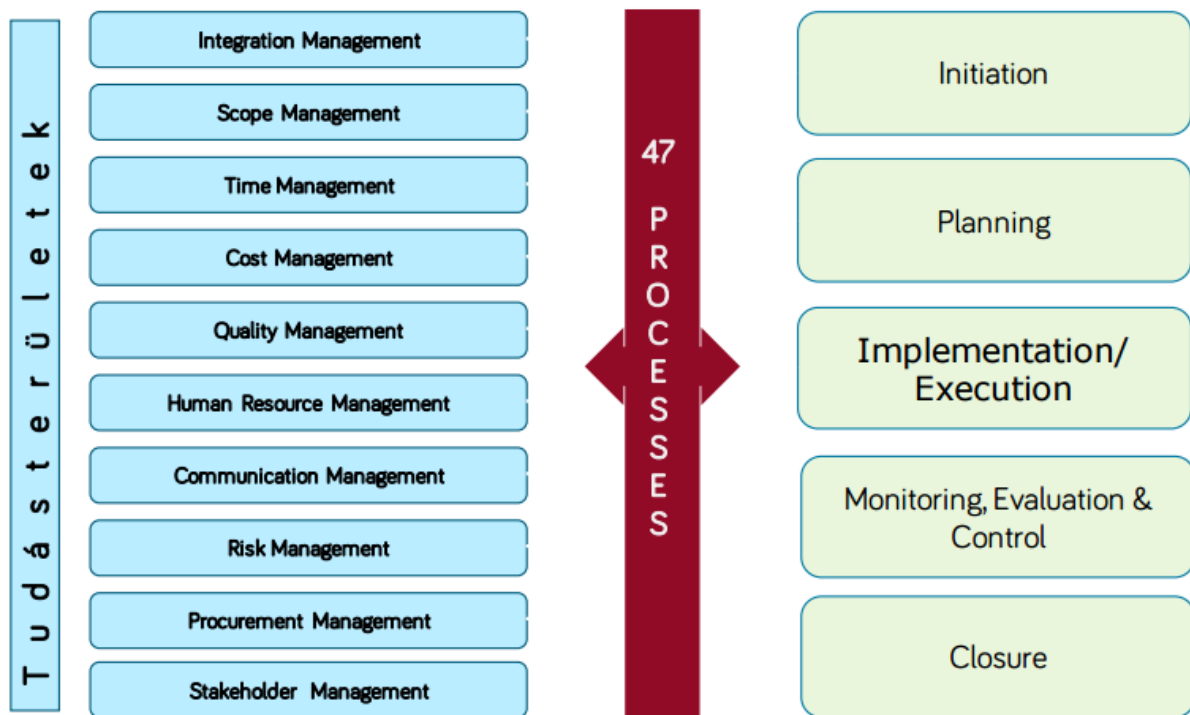 Tudásterülletek
Integration Management
Scope Management
Time Management
Cost Management
Quality Management
Human Resource Management
Communication Management
Risk Management
Procurement Management
Stakeholder Management
47
PROCESSES
Initiation
Planning
Implementation/
Execution
Monitoring, Evaluation &
Control
Closure